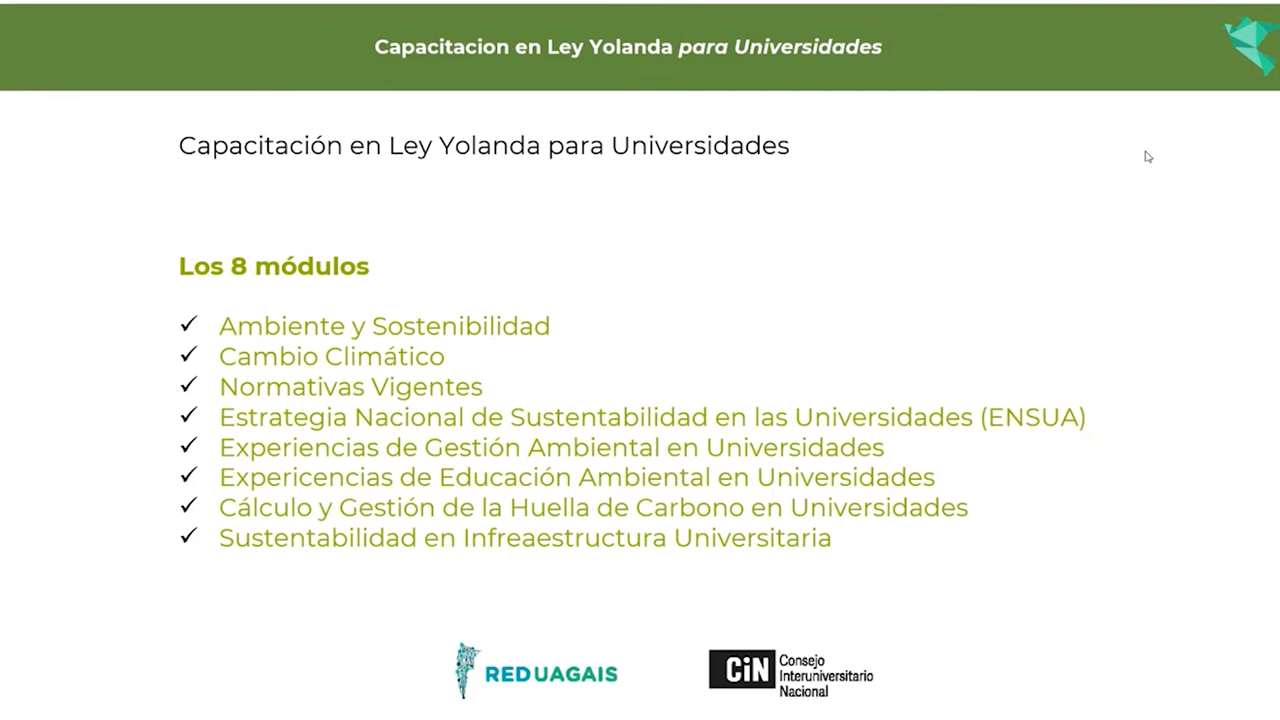 Capacitacion en Ley Yolanda para Universidades
Capacitación en Ley Yolanda para Universidades
Los 8 módulos
✓ Ambiente y Sostenibilidad
✓ Cambio Climático
✓ Normativas Vigentes
✓ Estrategia Nacional de Sustentabilidad en las Universidades (ENSUA)
✓ Experiencias de Gestión Ambiental en Universidades
✓ Expericencias de Educación Ambiental en Universidades
✓ Cálculo y Gestión de la Huella de Carbono en Universidades
✓ Sustentabilidad en Infreaestructura Universitaria
REDUAGAIS
CiN
Consejo
Interuniversitario
Nacional